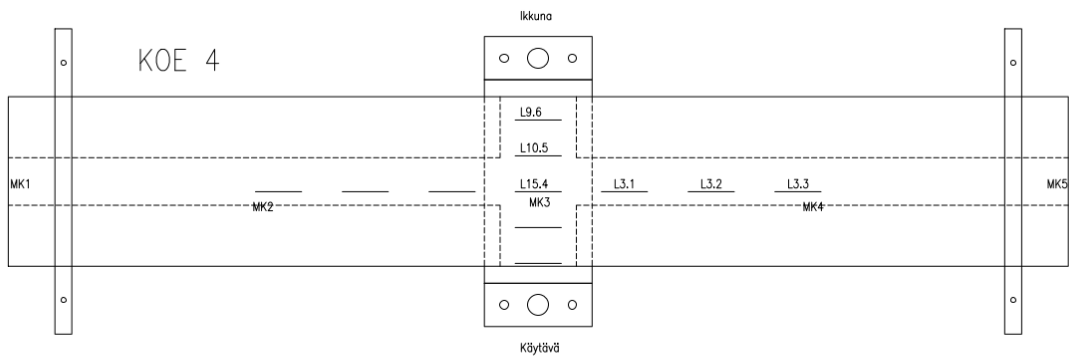 Ikkuna
KOE 4
L9.6
L10.5
MK1
L15.4
L3.1
L3.2
L3.3
MK5
MK2
MK3
MK4
Käytävä